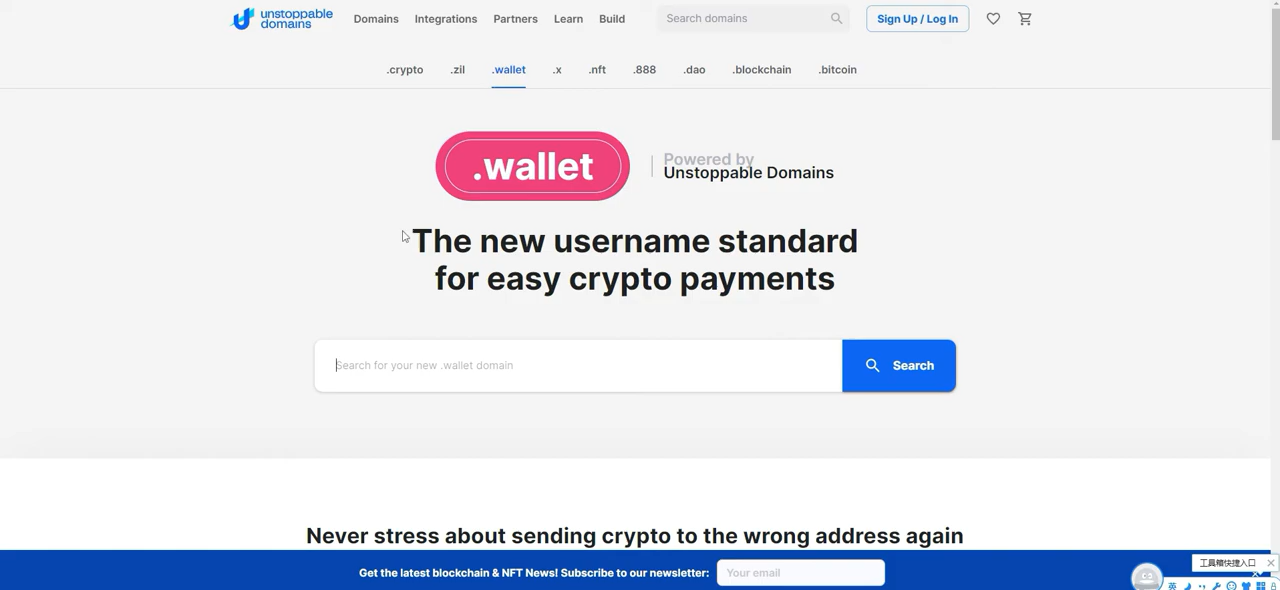 unstoppable
domains
Domains
Integrations
Partners
Learn
Build
Search domains
Sign Up / Log In
.crypto
.zil
.wallet
.x
.nft
.888
.dao
.blockchain
.bitcoin
.wallet
Powered by
Unstoppable Domains
The new username standard
for easy crypto payments
Search for your new .wallet domain
Search
Never stress about sending crypto to the wrong address again
Get the latest blockchain & NFT News! Subscribe to our newsletter:
Your email
工具箱快捷入口
英